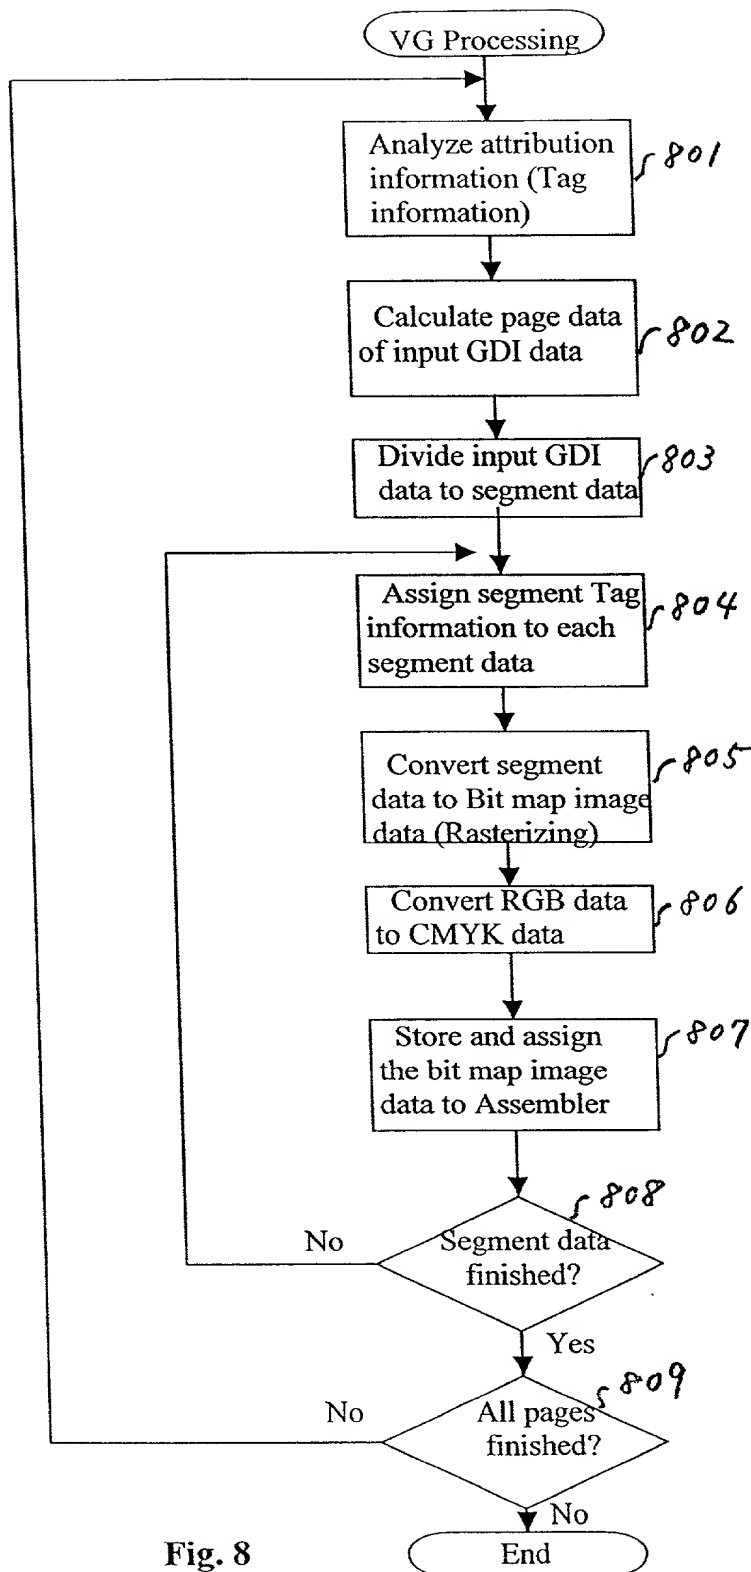 VG Processing
Analyze attribution
information (Tag
information)
801
Calculate page data
of input GDI data
802
Divide input GDI
data to segment data
803
Assign segment Tag
information to each
segment data
804
Convert segment
data to Bit map image
data (Rasterizing)
805
Convert RGB data
to CMYK data
806
Store and assign
the bit map image
data to Assembler
807
808
No
Segment data
finished?
Yes
809
No
All pages
finished?
No
Fig. 8
End